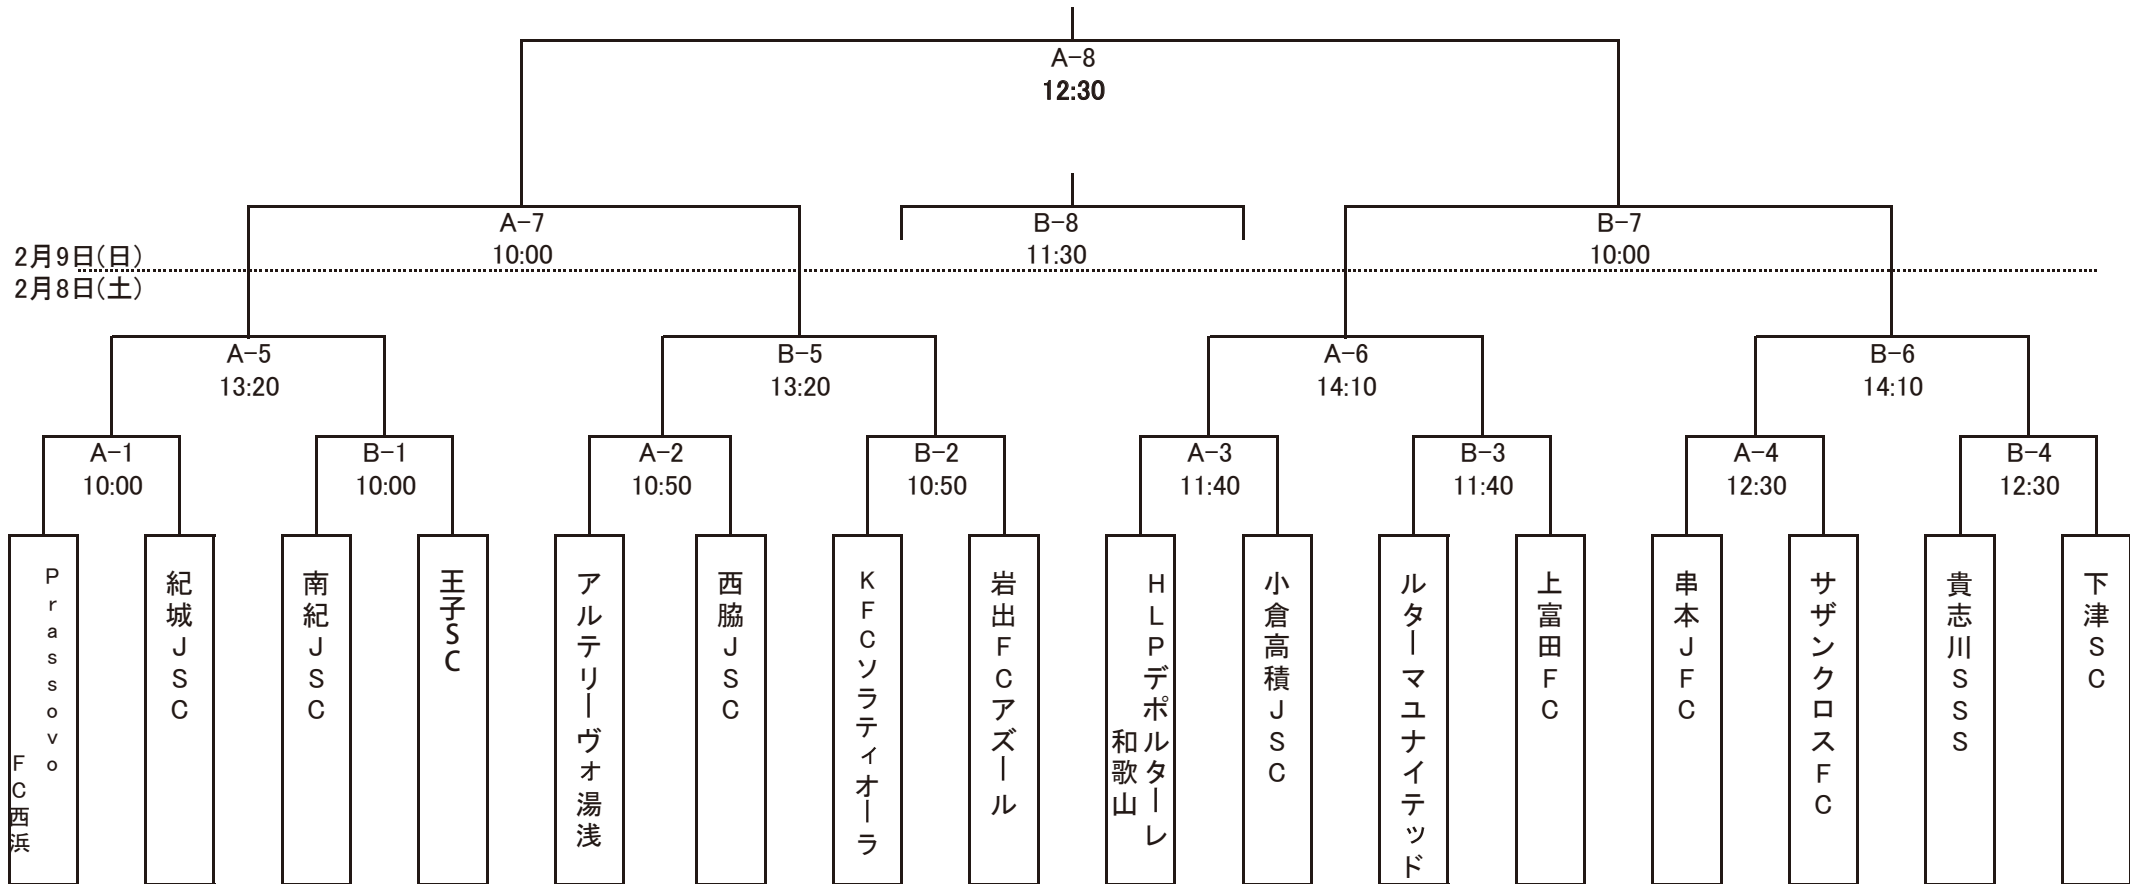 A-8
12:30
A-7
10:00
B-8
11:30
B-7
10:00
2月9日(日)
2月8日(土)
A-5
13:20
B-5
13:20
A-6
14:10
B-6
14:10
A-1
10:00
B-1
10:00
A-2
10:50
B-2
10:50
A-3
11:40
B-3
11:40
A-4
12:30
B-4
12:30
Prassovo
FC西浜
紀城JSC
南紀JSC
王子SC
アルテリーヴォ湯浅
西脇JSC
KFCソラティオーラ
岩出FCアズール
HLPデポルターレ
和歌山
小倉高積JSC
ルターマユナイテッド
上富田FC
串本JFC
サザンクロスFC
貴志川SSS
下津SC